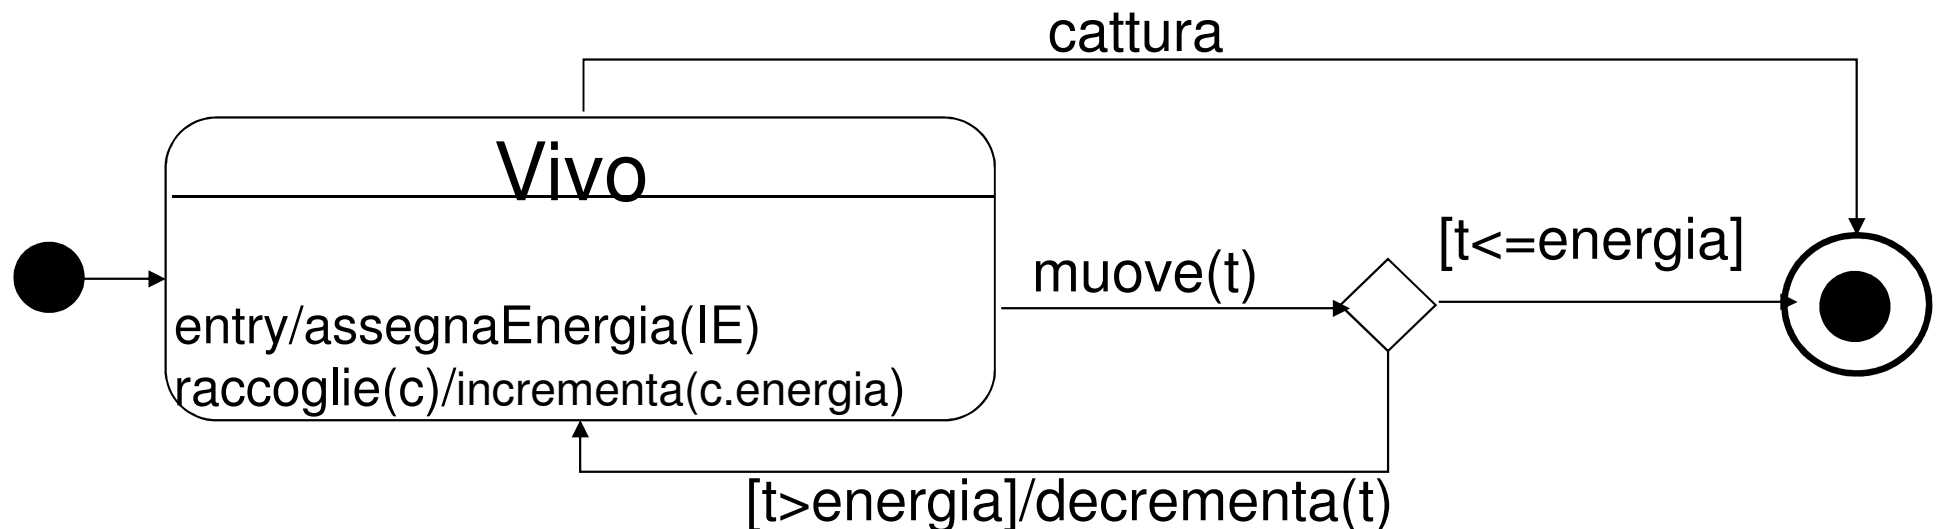 cattura
Vivo
[t<=energia]
muove(t)
entry/assegnaEnergia(IE)
raccoglie(c)/incrementa(c.energia)
[t>energia]/decrementa(t)